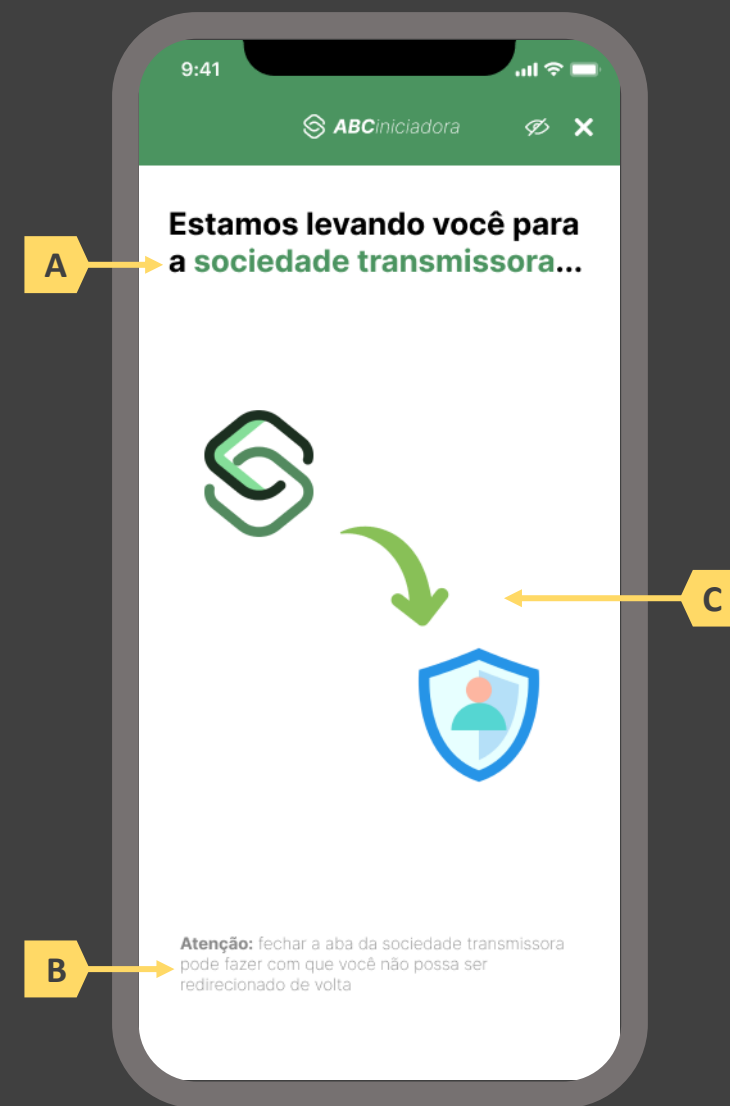 9:41
ABCiniciadora
Estamos levando você para
A
a sociedade transmissora...
C
Atenção: fechar a aba da sociedade transmissora
B
pode fazer com que você não possa ser
redirecionado de volta